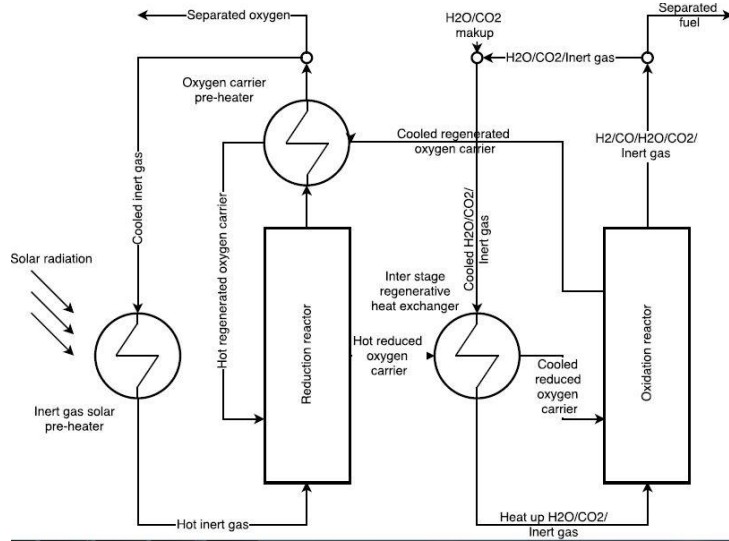 Separated oxygen
H2O/CO2
makup
Separated
fuel
H2O/CO2/Inert gas
Oxygen carrier
pre-heater
Cooled regenerated
oxygen carrier
H2/CO/H2O/CO2/
Inert gas
Cooled inert gas
Hot regenerated oxygen carrier
Cooled H2O/CO2/
Inert gas
Solar radiation
Inter stage
regenerative
heat exchanger
Reduction reactor
Hot reduced
oxygen
carrier
Oxidation reactor
Cooled
reduced
oxygen
carrier
Inert gas solar
pre-heater
Hot inert gas
Heat up H2O/CO2/
Inert gas